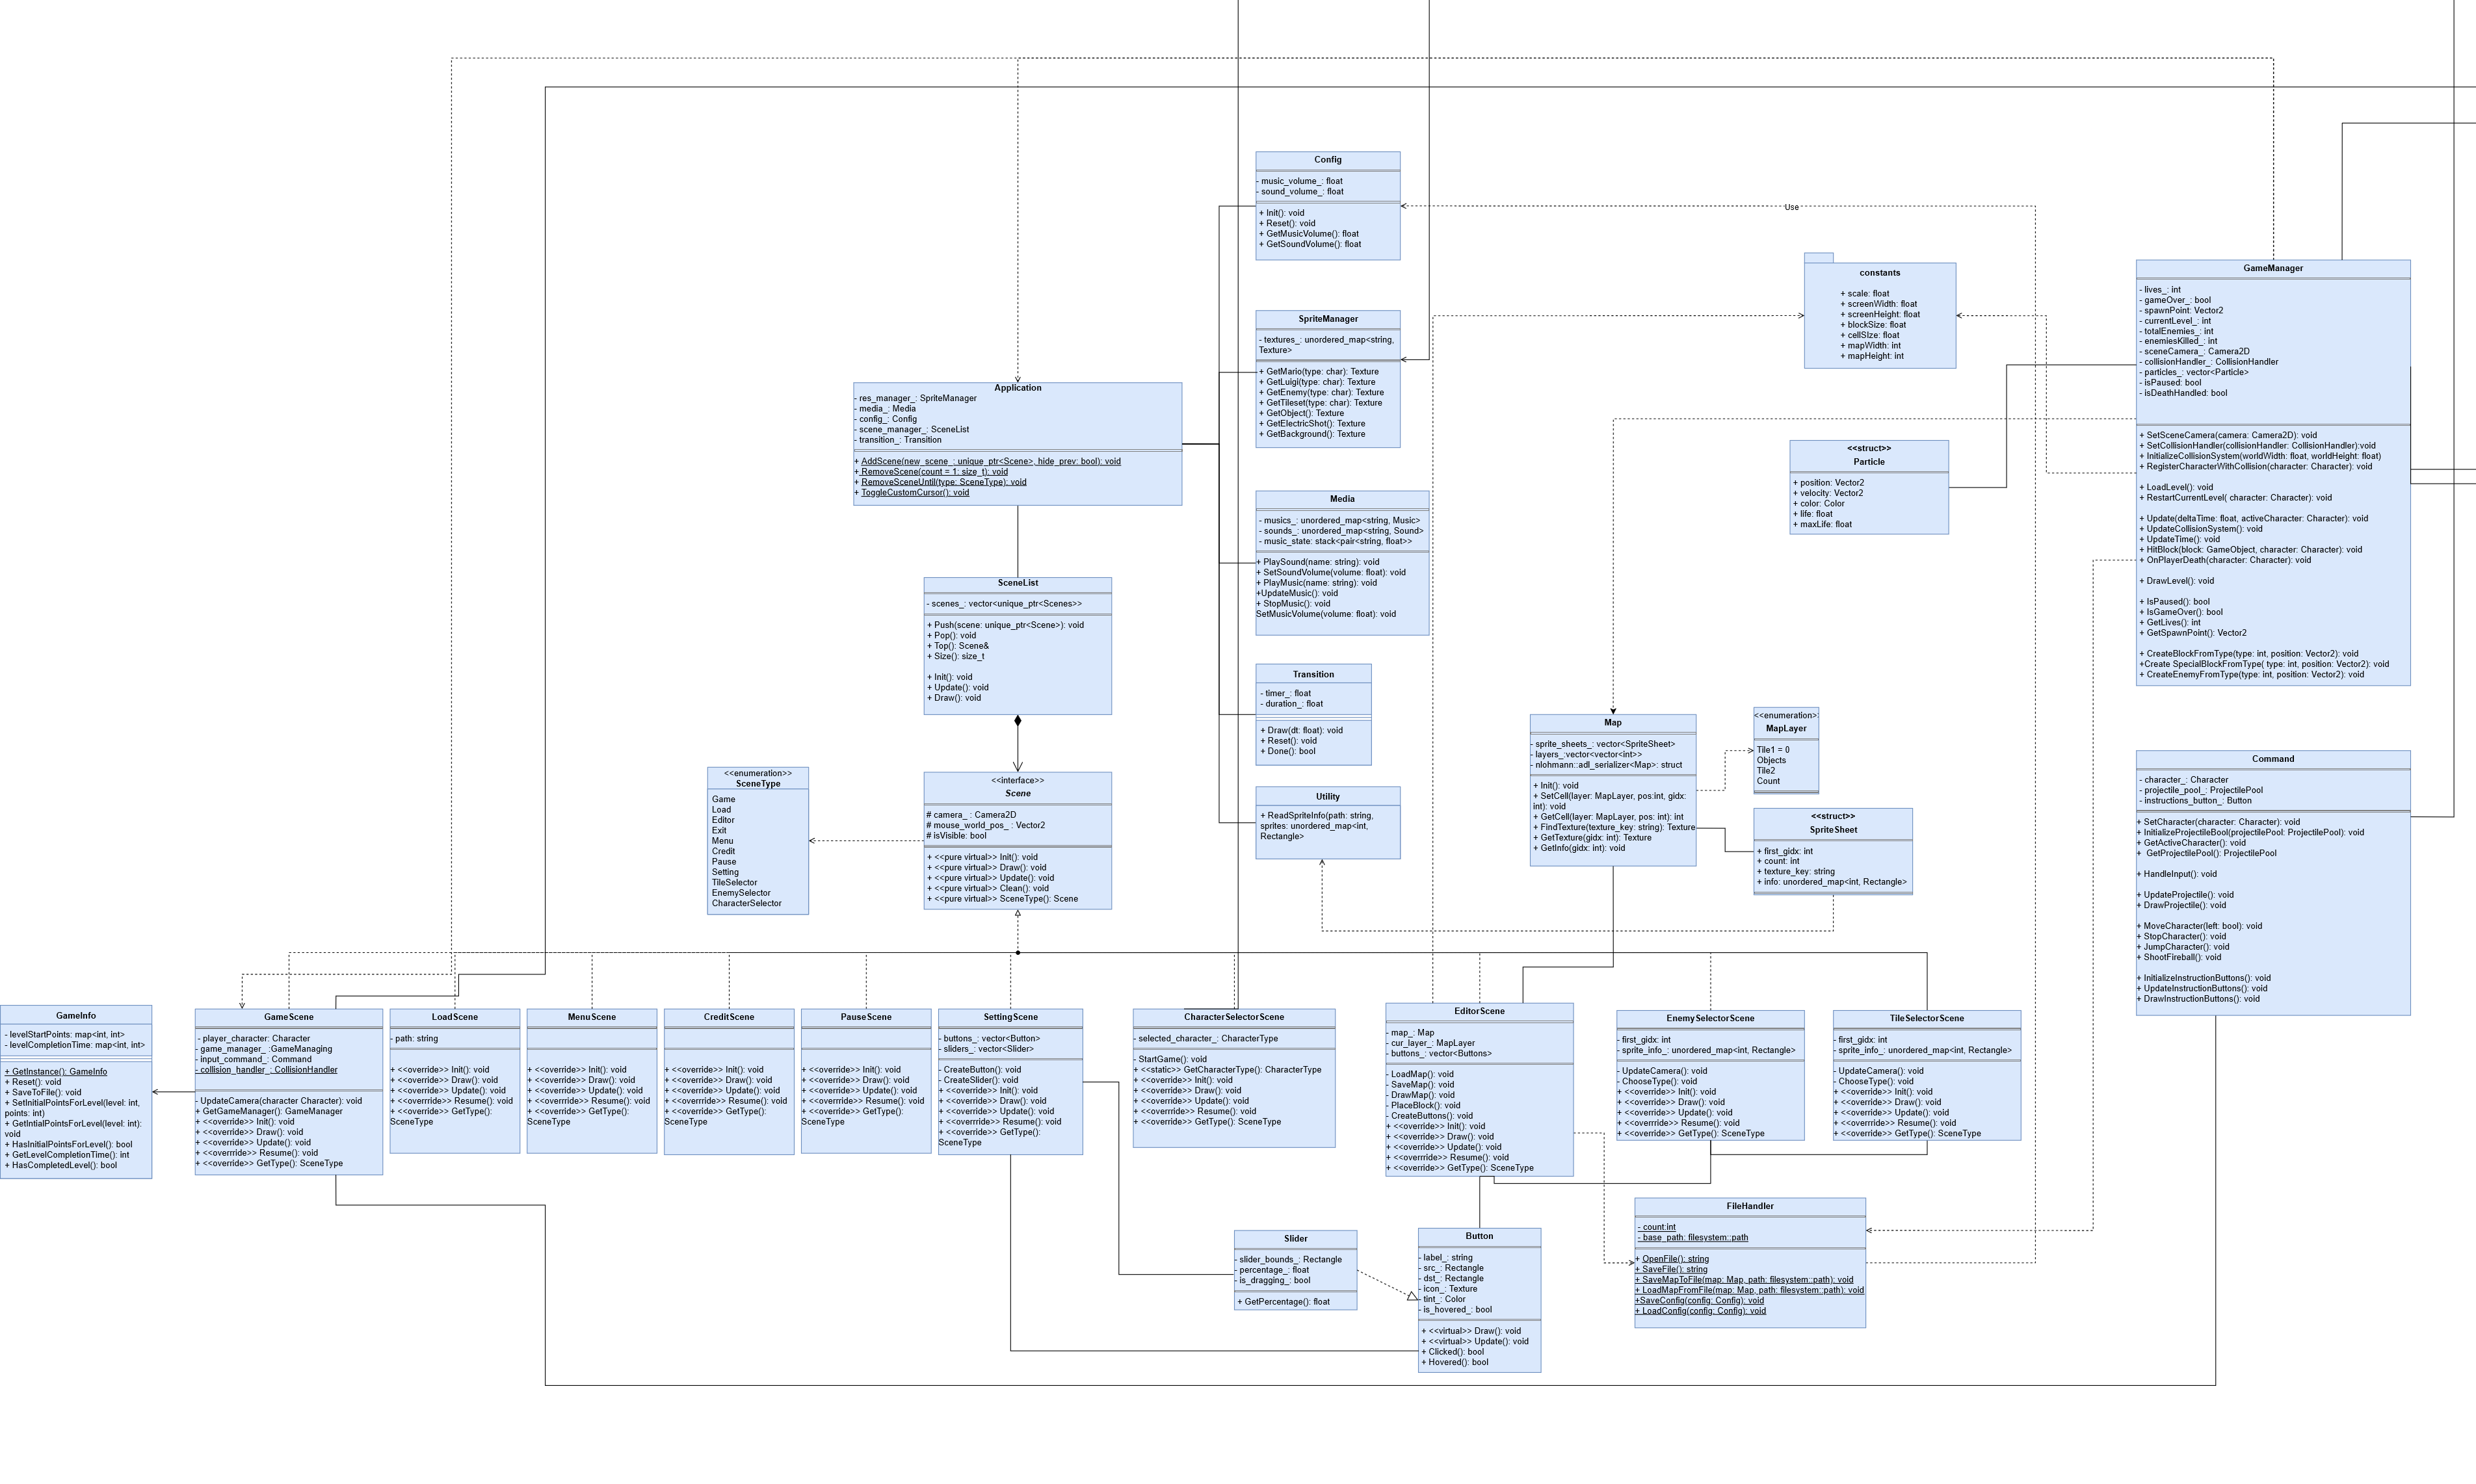 Config
- music_volume_: float
- sound_volume_: float
+ Init(): void
+ Reset(): void
+ GetMusicVolume(): float
+ GetSoundVolume(): float
Use
constants
+ scale: float
+ screenWidth: float
+ screenHeight: float
+ blockSize: float
+ cellSIze: float
+ mapWidth: int
+ mapHeight: int
GameManager
- lives_: int
- gameOver_: bool
- spawnPoint: Vector2
- currentLevel_: int
- totalEnemies_: int
- enemiesKilled_: int
- sceneCamera_: Camera2D
- collisionHandler_: CollisionHandler
- particles_: vector<Particle>
- isPaused: bool
- isDeathHandled: bool
+ SetSceneCamera(camera: Camera2D): void
+ SetCollisionHandler(collisionHandler: CollisionHandler):void
+ InitializeCollisionSystem(worldWidth: float, worldHeight: float)
+ RegisterCharacterWithCollision(character: Character): void
+ LoadLevel(): void
+ RestartCurrentLevel( character: Character): void
+ Update(deltaTime: float, activeCharacter: Character): void
+ UpdateCollisionSystem(): void
+ UpdateTime(): void
+ HitBlock(block: GameObject, character: Character): void
+ OnPlayerDeath(character: Character): void
+ DrawLevel(): void
+ IsPaused(): bool
+ IsGameOver(): bool
+ GetLives(): int
+ GetSpawnPoint(): Vector2
+ CreateBlockFromType(type: int, position: Vector2): void
+Create SpecialBlockFromType( type: int, position: Vector2): void
+ CreateEnemyFromType(type: int, position: Vector2): void
SpriteManager
- textures_: unordered_map<string,
Texture>
+ GetMario(type: char): Texture
+ GetLuigi(type: char): Texture
+ GetEnemy(type: char): Texture
+ GetTileset(type: char): Texture
+ GetObject(): Texture
+ GetElectricShot(): Texture
+ GetBackground(): Texture
Application
- res_manager_: SpriteManager
- media_: Media
- config_: Config
- scene_manager_: SceneList
- transition_: Transition
+ AddScene(new_scene_: unique_ptr<Scene>, hide_prev: bool): void
+ RemoveScene(count = 1: size_t): void
+ RemoveSceneUntil(type: SceneType): void
+ ToggleCustomCursor(): void
<<struct>>
Particle
+ position: Vector2
+ velocity: Vector2
+ color: Color
+ life: float
+ maxLife: float
Media
- musics_: unordered_map<string, Music>
- sounds_: unordered_map<string, Sound>
- music_state: stack<pair<string, float>>
+ PlaySound(name: string): void
+ SetSoundVolume(volume: float): void
+ PlayMusic(name: string): void
+UpdateMusic(): void
+ StopMusic(): void
SetMusicVolume(volume: float): void
SceneList
- scenes_: vector<unique_ptr<Scenes>>
+ Push(scene: unique_ptr<Scene>): void
+ Pop(): void
+ Top(): Scene&
+ Size(): size_t
+ Init(): void
+ Update(): void
+ Draw(): void
Transition
- timer_: float
- duration_: float
+ Draw(dt: float): void
+ Reset(): void
+ Done(): bool
Map
- sprite_sheets_: vector<SpriteSheet>
- layers_:vector<vector<int>>
- nlohmann::adl_serializer<Map>: struct
+ Init(): void
+ SetCell(layer: MapLayer, pos:int, gidx:
int): void
+ GetCell(layer: MapLayer, pos: int): int
+ FindTexture(texture_key: string): Texture
+ GetTexture(gidx: int): Texture
+ GetInfo(gidx: int): void
<<enumeration>:
MapLayer
Tile1 = 0
Objects
Tile2
Count
<<struct>>
SpriteSheet
+ first_gidx: int
+ count: int
+ texture_key: string
+ info: unordered_map<int, Rectangle>
Command
- character_: Character
- projectile_pool_: ProjectilePool
- instructions_button_: Button
+ SetCharacter(character: Character): void
+ InitializeProjectileBool(projectilePool: ProjectilePool): void
+ GetActiveCharacter(): void
+  GetProjectilePool(): ProjectilePool
+ HandleInput(): void
+ UpdateProjectile(): void
+ DrawProjectile(): void
+ MoveCharacter(left: bool): void
+ StopCharacter(): void
+ JumpCharacter(): void
+ ShootFireball(): void
+ InitializeInstructionButtons(): void
+ UpdateInstructionButtons(): void
+ DrawInstructionButtons(): void
<<enumeration>>
SceneType
Game
Load
Editor
Exit
Menu
Credit
Pause
Setting
TileSelector
EnemySelector
CharacterSelector
<<interface>>
Scene
# camera_: Camera2D
# mouse_world_pos_ : Vector2
# isVisible: bool
+ <<pure virtual>> Init(): void
+ <<pure virtual>> Draw(): void
+ <<pure virtual>> Update(): void
+ <<pure virtual>> Clean(): void
+ <<pure virtual>> SceneType(): Scene
Utility
+ ReadSpriteInfo(path: string,
sprites: unordered_map<int,
Rectangle>
GameInfo
- levelStartPoints: map<int, int>
- levelCompletionTime: map<int, int>
+ GetInstance(): GameInfo
+ Reset(): void
+ SaveToFile(): void
+ SetInitialPointsForLevel(level: int,
points: int)
+ GetIntialPointsForLevel(level: int):
void
+ HasInitialPointsForLevel(): bool
+ GetLevelCompletionTime(): int
+ HasCompletedLevel(): bool
GameScene
- player_character: Character
- game_manager_:GameManaging
- input_command_: Command
- collision_handler_: CollisionHandler
- UpdateCamera(character Character): void
+ GetGameManager(): GameManager
+ <<override>> Init(): void
+ <<override>> Draw(): void
+ <<override>> Update(): void
+ <<overrride>> Resume(): void
+ <<override>> GetType(): SceneType
LoadScene
- path: string
+ <<override>> Init(): void
+ <<override>> Draw(): void
+ <<override>> Update(): void
+ <<overrride>> Resume(): void
+ <<override>> GetType():
SceneType
MenuScene
+ <<override>> Init(): void
+ <<override>> Draw(): void
+ <<override>> Update(): void
+ <<overrride>> Resume(): void
+ <<override>> GetType():
SceneType
CreditScene
+ <<override>> Init(): void
+ <<override>> Draw(): void
+ <<override>> Update(): void
+ <<overrride>> Resume(): void
+ <<override>> GetType():
SceneType
PauseScene
+ <<override>> Init(): void
+ <<override>> Draw(): void
+ <<override>> Update(): void
+ <<overrride>> Resume(): void
+ <<override>> GetType():
SceneType
SettingScene
- buttons_: vector<Button>
- sliders_: vector<Slider>
- CreateButton(): void
- CreateSlider(): void
+ <<override>> Init(): void
+ <<override>> Draw(): void
+ <<override>> Update(): void
+ <<overrride>> Resume(): void
+ <<override>> GetType():
SceneType
CharacterSelectorScene
- selected_character_: CharacterType
- StartGame(): void
+ <<static>> GetCharacterType(): CharacterType
+ <<override>> Init(): void
+ <<override>> Draw(): void
+ <<override>> Update(): void
+ <<overrride>> Resume(): void
+ <<override>> GetType(): SceneType
EditorScene
- map_: Map
- cur_layer_: MapLayer
- buttons_: vector<Buttons>
- LoadMap(): void
- SaveMap(): void
- DrawMap(): void
- PlaceBlock(): void
- CreateButtons(): void
+ <<override>> Init(): void
+ <<override>> Draw(): void
+ <<override>> Update(): void
+ <<overrride>> Resume(): void
+ <<override>> GetType(): SceneType
EnemySelectorScene
- first_gidx: int
- sprite_info_: unordered_map<int, Rectangle>
- UpdateCamera(): void
- ChooseType(): void
+ <<override>> Init(): void
+ <<override>> Draw(): void
+ <<override>> Update(): void
+ <<overrride>> Resume(): void
+ <<override>> GetType(): SceneType
TileSelectorScene
- first_gidx: int
- sprite_info_: unordered_map<int, Rectangle>
- UpdateCamera(): void
- ChooseType(): void
+ <<override>> Init(): void
+ <<override>> Draw(): void
+ <<override>> Update(): void
+ <<overrride>> Resume(): void
+ <<override>> GetType(): SceneType
Slider
- slider_bounds_: Rectangle
- percentage_: float
- is_dragging_: bool
+ GetPercentage(): float
Button
- label_: string
- src_: Rectangle
- dst_: Rectangle
- icon_: Texture
- tint_: Color
- is_hovered_: bool
+ <<virtual>> Draw(): void
+ <<virtual>> Update(): void
+ Clicked(): bool
+ Hovered(): bool
FileHandler
- count:int
- base_path: filesystem::path
+ OpenFile(): string
+ SaveFile(): string
+ SaveMapToFile(map: Map, path: filesystem::path): void
+ LoadMapFromFile(map: Map, path: filesystem::path): void
+SaveConfig(config: Config): void
+ LoadConfig(config: Config): void